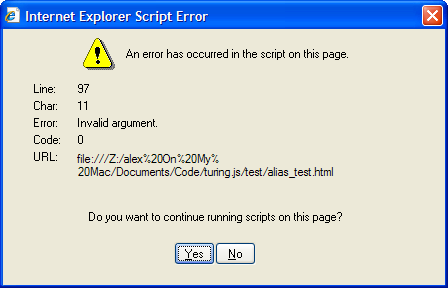 Internet Explorer Script Error
An error has occurred in the script on this page.
Line: 97
Char: 11
Error: Invalid argument.
Code: 0
URL: file:///Z:/alex%20On%20My%
20Mac/Documents/Code/turing.js/test/alias_test.html
Do you want to continue running scripts on this page?
Yes No